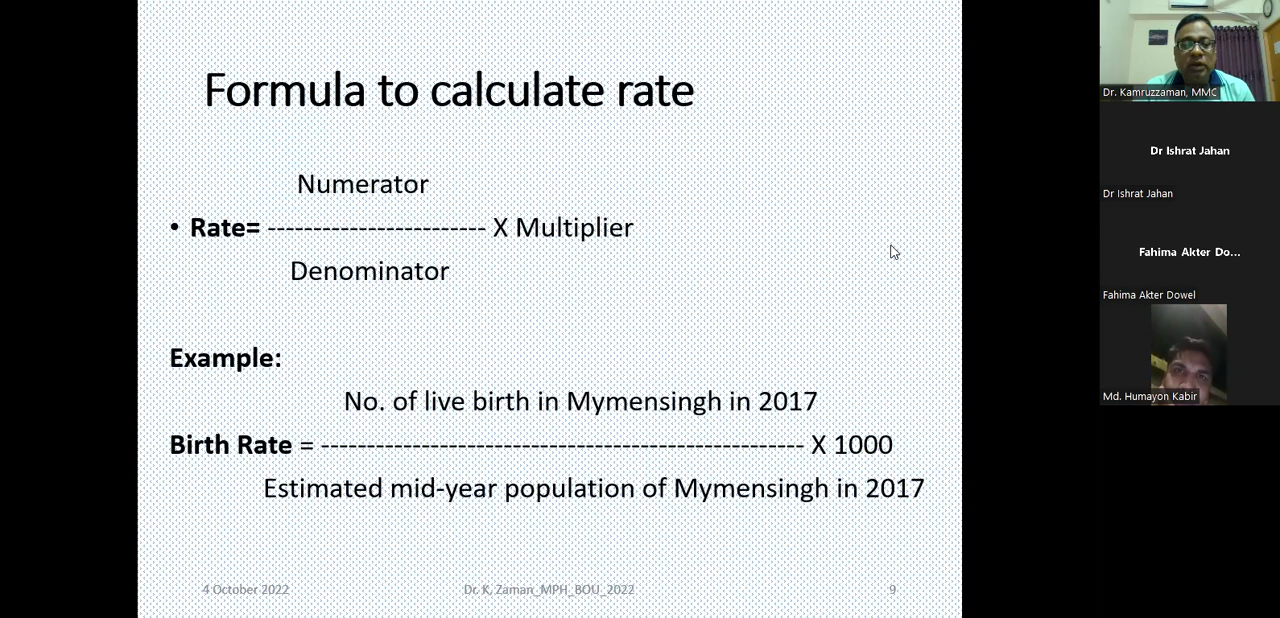 Formula to calculate rate
Numerator
• Rate= ------------------------ X Multiplier
Denominator
Example:
No. of live birth in Mymensingh in 2017
Birth Rate = ----------------------------------------------------- X 1000
Estimated mid-year population of Mymensingh in 2017
4 October 2022
Dr. K, Zaman_MPH_BOU_2022
9
Dr. Kamruzzaman, MMC
Dr Ishrat Jahan
Dr Ishrat Jahan
Fahima Akter Do...
Fahima Akter Dowel
Md. Humayon Kabir